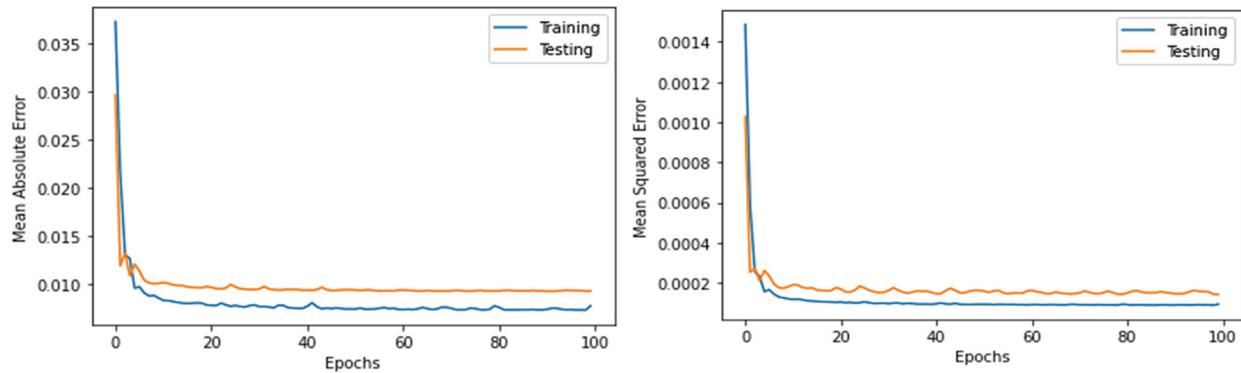 Mean Absolute Error
0.035
0.030
0.025
0.020
0.015
0.010
Training
Testing
0 20 40 60 80 100
Epochs
Mean Squared Error
0.0014
0.0012
0.0010
0.0008
0.0006
0.0004
0.0002
Training
Testing
0 20 40 60 80 100
Epochs